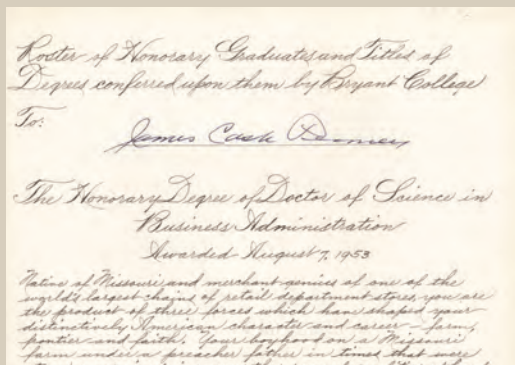 Roster of Honorary Graduates and Titles of
Degrees conferred upon them by Bryant College
To:
James Cash Penney
The Honorary Degree of Doctor of Science in
Business Administration
Awarded August 7, 1953
Native of Missouri and merchant genius of one of the
world's largest chains of retail department stores, you are
the product of three forces which have shaped your
distinctively American character and career - farm,
frontier and faith. Your boyhood on a Missouri
farm under a preacher father in times that were